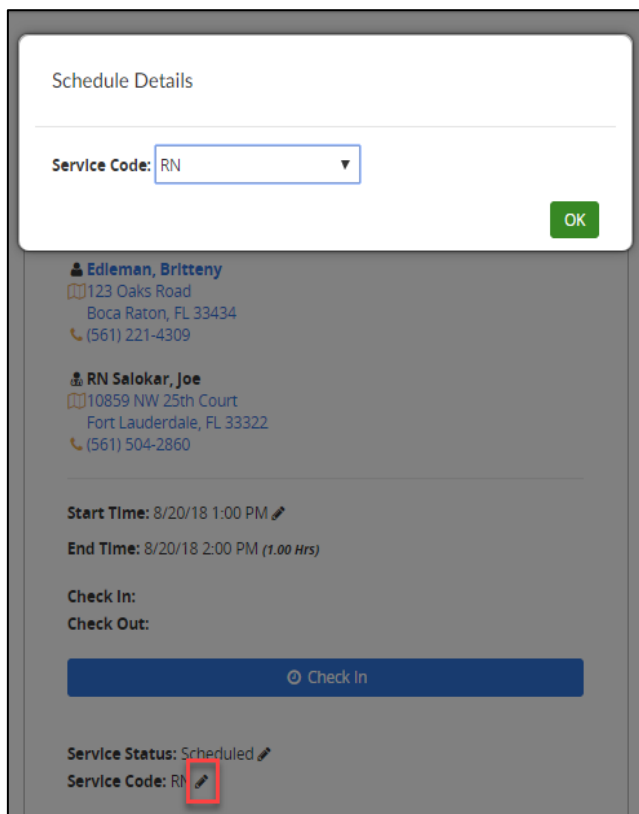 Schedule Details
Service Code: RN
OK
Edleman, Britteny
123 Oaks Road
Boca Raton, FL 33434
(561) 221-4309
RN Salokar, Joe
10859 NW 25th Court
Fort Lauderdale, FL 33322
(561) 504-2860
Start Time: 8/20/18 1:00 PM
End Time: 8/20/18 2:00 PM (1.00 Hrs)
Check In:
Check Out:
Check In
Service Status: Scheduled
Service Code: RN